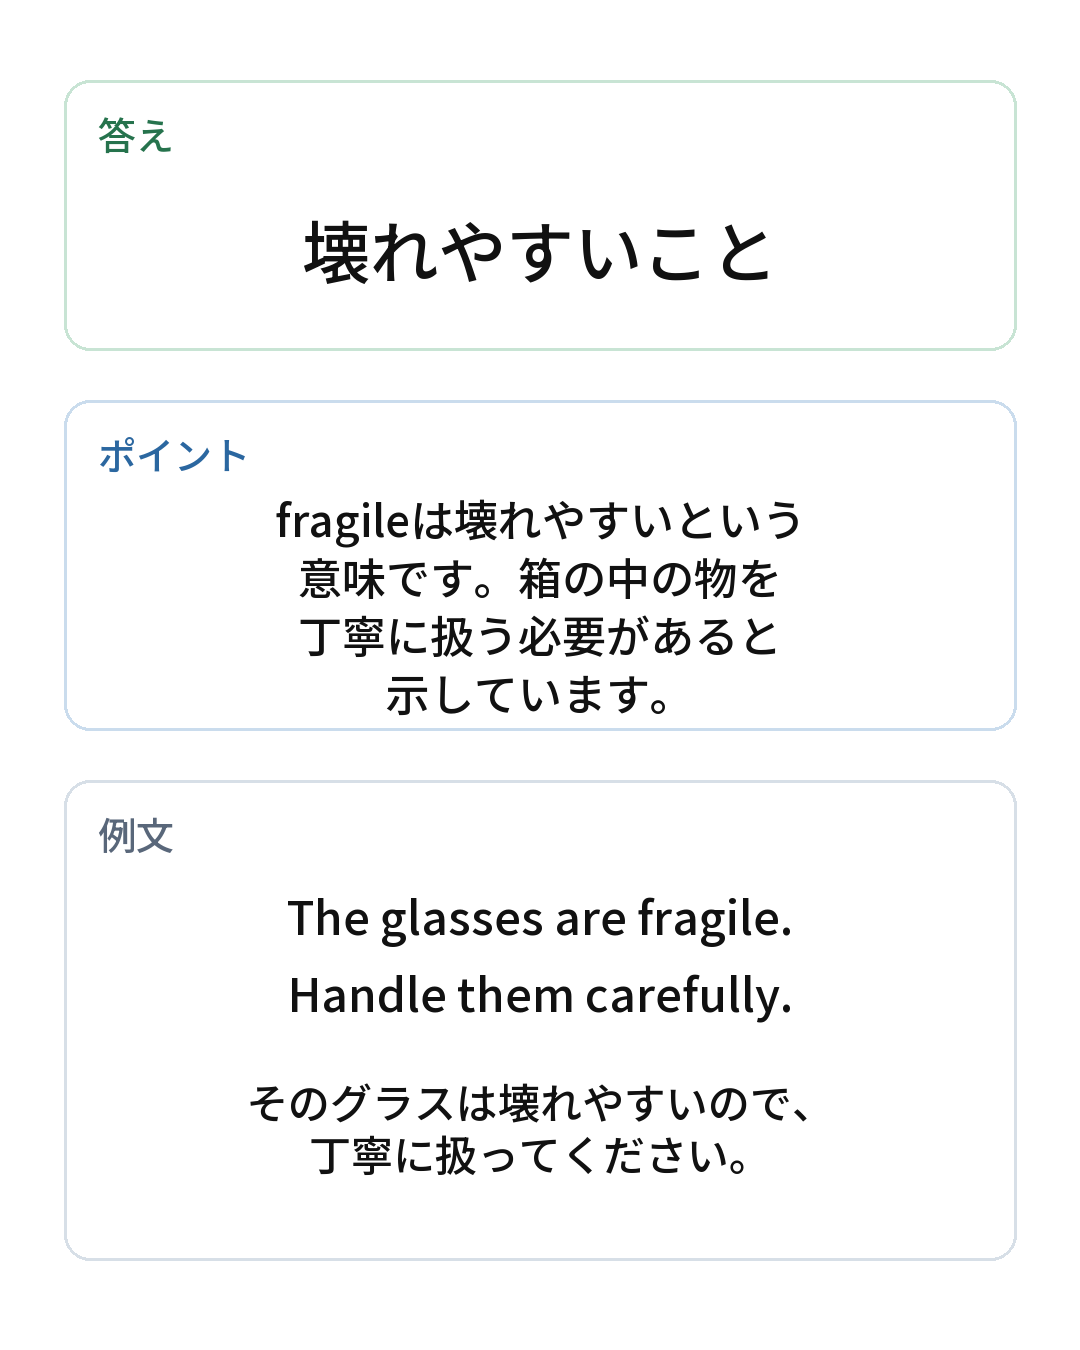 答え
壊れやすいこと
ポイント
fragileは壊れやすいという
意味です。箱の中の物を
丁寧に扱う必要があると
示しています。
例文
The glasses are fragile.
Handle them carefully.
そのグラスは壊れやすいので、
丁寧に扱ってください。